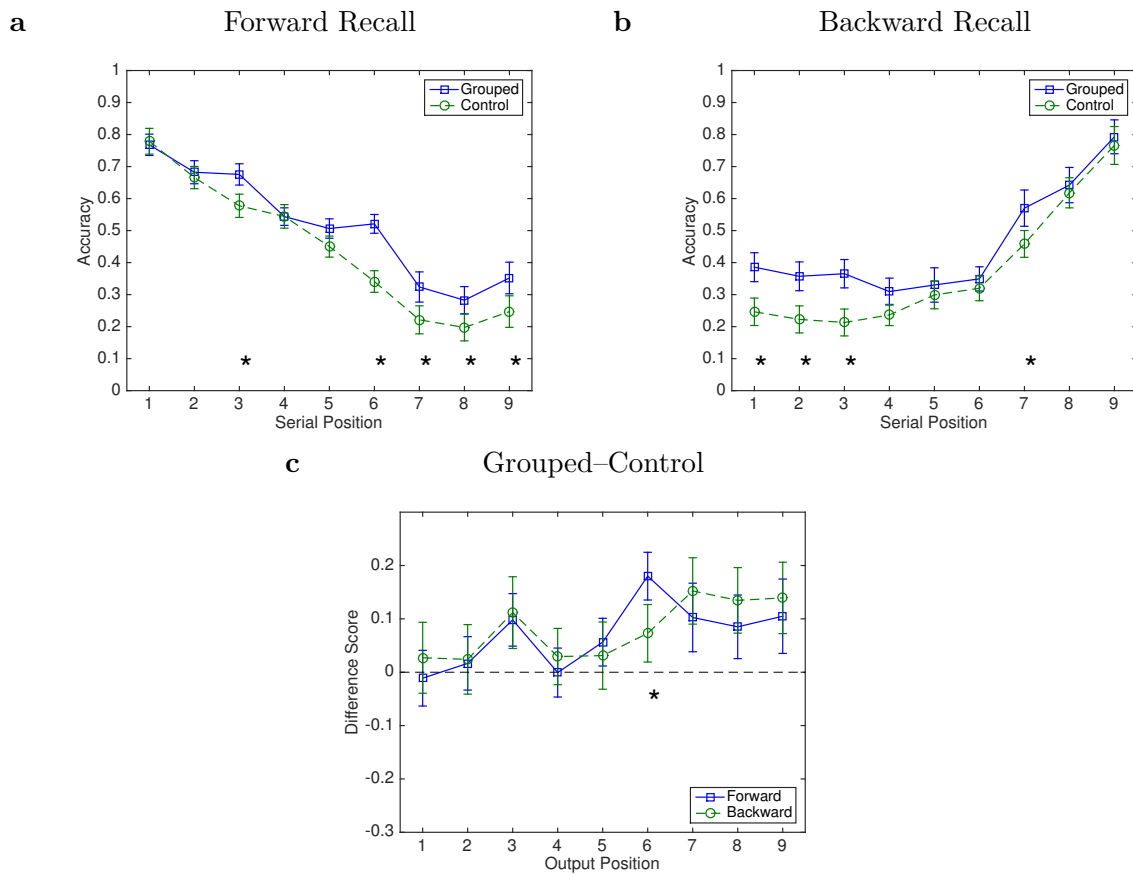 a Forward Recall
1
0.9
0.8
0.7
0.6
0.5
0.4
0.3
0.2
0.1
0
Accuracy
Grouped
Control
* * * * *
1 2 3 4 5 6 7 8 9
Serial Position
b Backward Recall
1
0.9
0.8
0.7
0.6
0.5
0.4
0.3
0.2
0.1
0
Accuracy
Grouped
Control
* * * *
1 2 3 4 5 6 7 8 9
Serial Position
c Grouped–Control
0.2
0.1
0
-0.1
-0.2
-0.3
Difference Score
*
Forward
Backward
1 2 3 4 5 6 7 8 9
Output Position